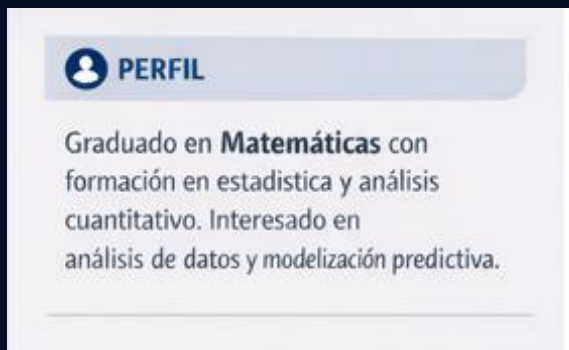 PERFIL
Graduado en Matemáticas con
formación en estadistica y análisis
cuantitativo. Interesado en
análisis de datos y modelización predictiva.